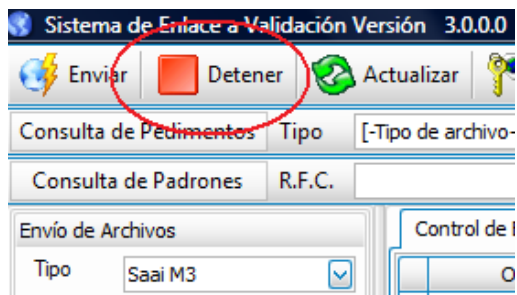 Sistema de Enlace a Validación Versión 3.0.0.0
Enviar Detener Actualizar
Consulta de Pedimentos Tipo [-Tipo de archivo-
Consulta de Padrones R.F.C.
Envío de Archivos Control de
Tipo Saai M3 O